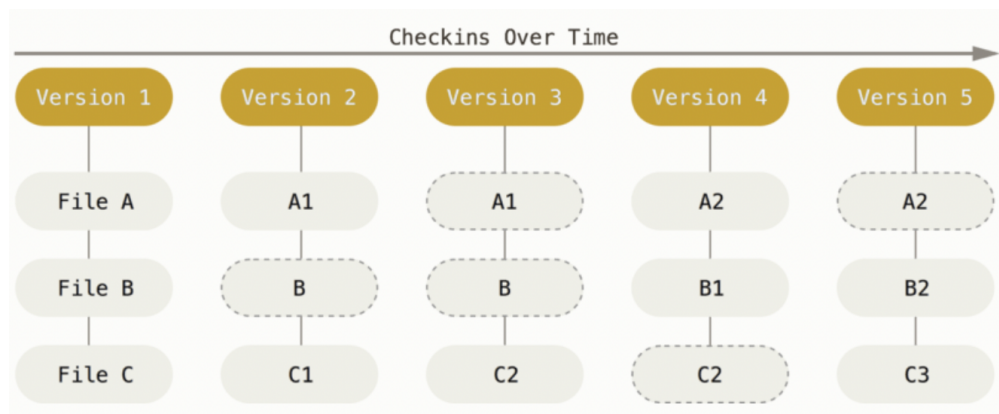 Checkins Over Time
Version 1 Version 2 Version 3 Version 4 Version 5
File A A1 A1 A2 A2
File B B B B1 B2
File C C1 C2 C2 C3